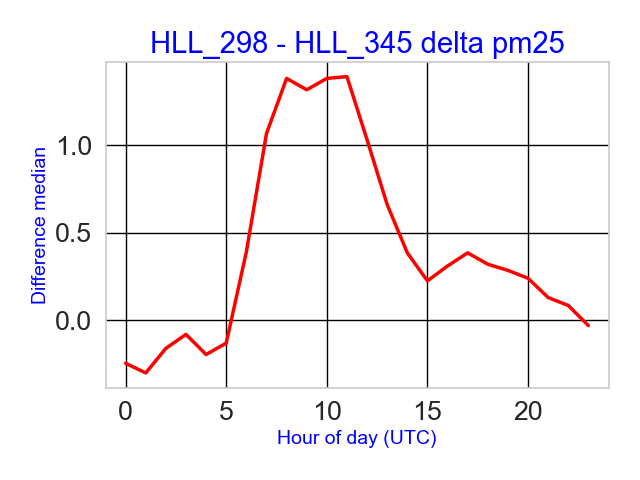 HLL_298 - HLL_345 delta pm25
Difference median
1.0
0.5
0.0
0 5 10 15 20
Hour of day (UTC)